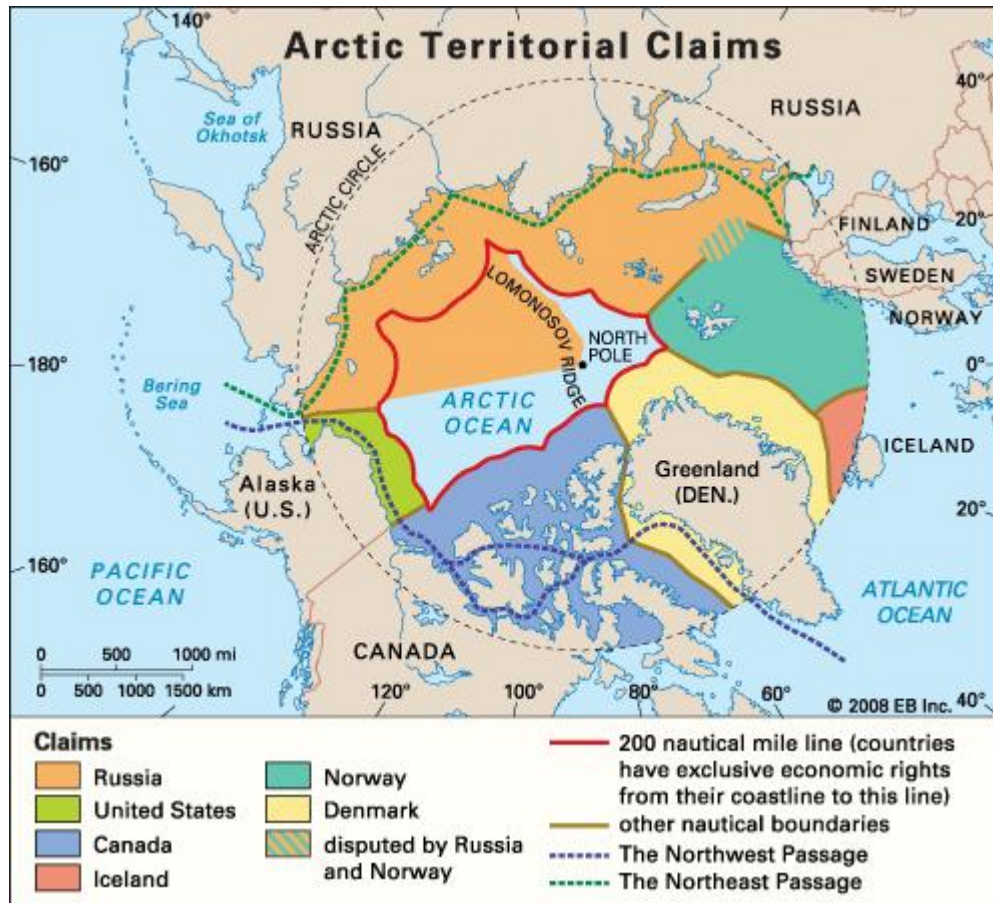 140°
Arctic Territorial Claims
40°
Sea of
Okhotsk
RUSSIA
RUSSIA
160°
ARCTIC CIRCLE
FINLAND
20°
SWEDEN
LOMONOSOV RIDGE
NORWAY
NORTH
POLE
180°
0°
Bering
Sea
ARCTIC
OCEAN
ICELAND
Greenland
(DEN.)
Alaska
(U.S.)
20°
160°
PACIFIC
OCEAN
ATLANTIC
OCEAN
CANADA
0 500 1000 mi
0 500 1000 1500 km
120°
100°
80°
60°
40°
© 2008 EB Inc.
Claims
Russia
United States
Canada
Iceland
Norway
Denmark
disputed by Russia
and Norway
200 nautical mile line (countries
have exclusive economic rights
from their coastline to this line)
other nautical boundaries
The Northwest Passage
The Northeast Passage